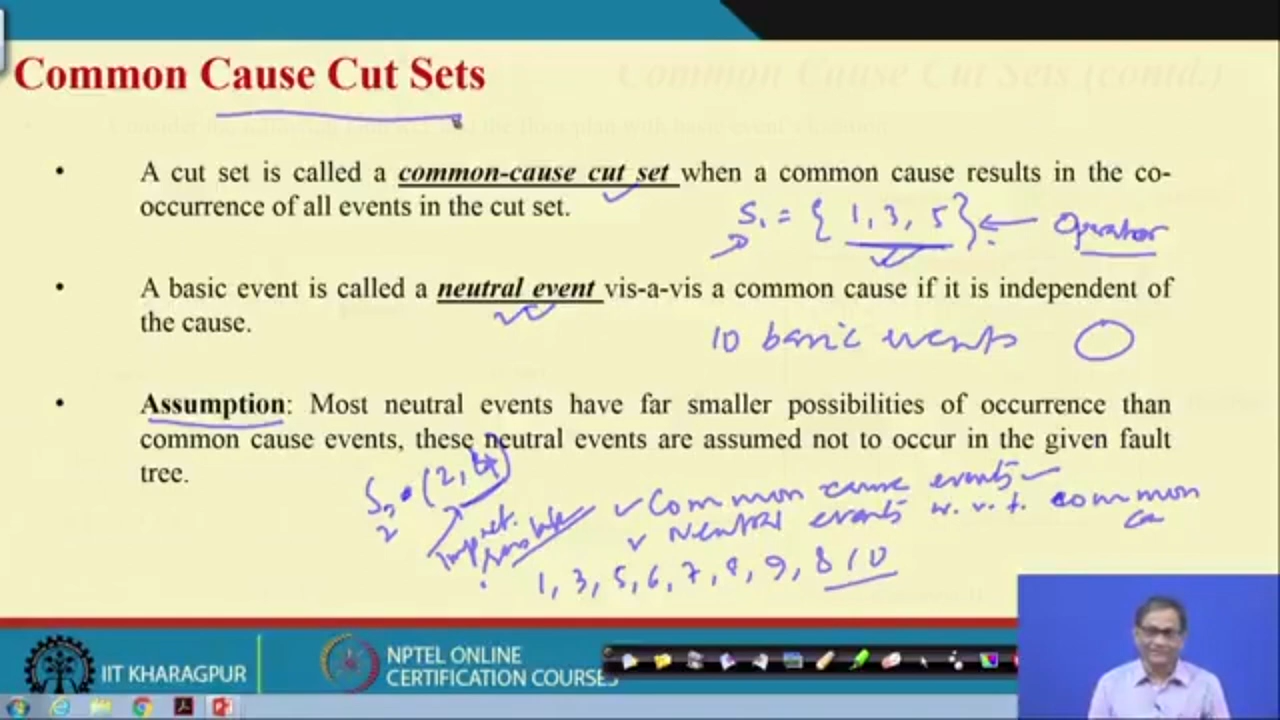 Common Cause Cut Sets
• A cut set is called a common-cause cut set when a common cause results in the co-
occurrence of all events in the cut set.
S₁ = { 1, 3, 5 } ← Operator
• A basic event is called a neutral event vis-a-vis a common cause if it is independent of
the cause.
10 basic events
• Assumption: Most neutral events have far smaller possibilities of occurrence than
common cause events, these neutral events are assumed not to occur in the given fault
tree.
S₂ (2, 4)
Common cause events
Neutral events w.r.t. common
ca
1, 3, 5, 6, 7, 8, 9, 8 10
IIT KHARAGPUR
NPTEL ONLINE
CERTIFICATION COURSES